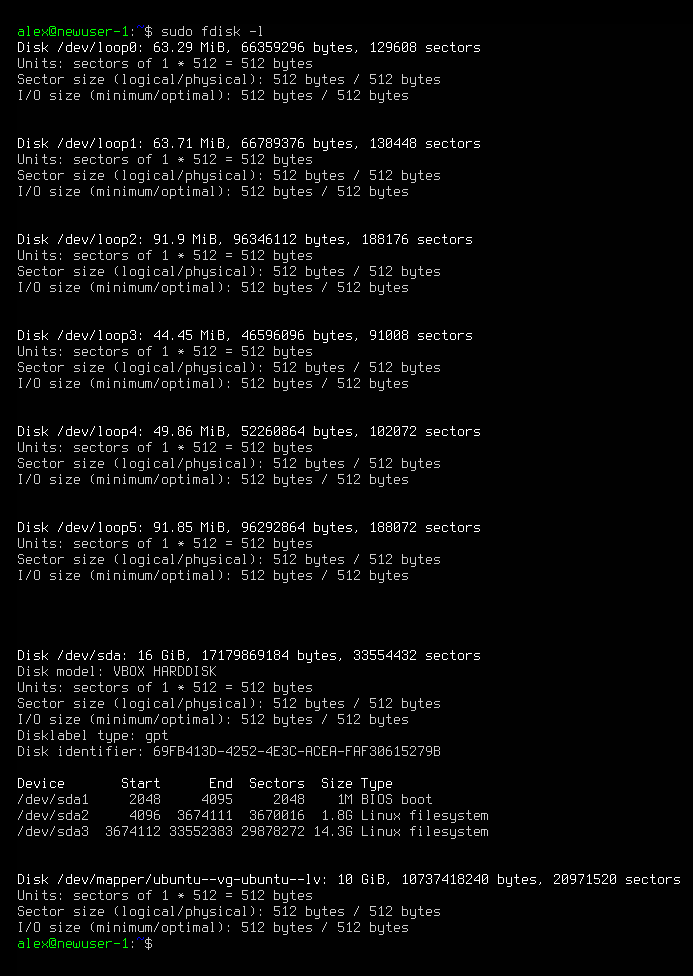 alex@newuser-1:~$ sudo fdisk -l
Disk /dev/loop0: 63.29 MiB, 66359296 bytes, 129608 sectors
Units: sectors of 1 * 512 = 512 bytes
Sector size (logical/physical): 512 bytes / 512 bytes
I/O size (minimum/optimal): 512 bytes / 512 bytes
Disk /dev/loop1: 63.71 MiB, 66789376 bytes, 130448 sectors
Units: sectors of 1 * 512 = 512 bytes
Sector size (logical/physical): 512 bytes / 512 bytes
I/O size (minimum/optimal): 512 bytes / 512 bytes
Disk /dev/loop2: 91.9 MiB, 96346112 bytes, 188176 sectors
Units: sectors of 1 * 512 = 512 bytes
Sector size (logical/physical): 512 bytes / 512 bytes
I/O size (minimum/optimal): 512 bytes / 512 bytes
Disk /dev/loop3: 44.45 MiB, 46596096 bytes, 91008 sectors
Units: sectors of 1 * 512 = 512 bytes
Sector size (logical/physical): 512 bytes / 512 bytes
I/O size (minimum/optimal): 512 bytes / 512 bytes
Disk /dev/loop4: 49.86 MiB, 52260864 bytes, 102072 sectors
Units: sectors of 1 * 512 = 512 bytes
Sector size (logical/physical): 512 bytes / 512 bytes
I/O size (minimum/optimal): 512 bytes / 512 bytes
Disk /dev/loop5: 91.85 MiB, 96292864 bytes, 188072 sectors
Units: sectors of 1 * 512 = 512 bytes
Sector size (logical/physical): 512 bytes / 512 bytes
I/O size (minimum/optimal): 512 bytes / 512 bytes
Disk /dev/sda: 16 GiB, 17179869184 bytes, 33554432 sectors
Disk model: VBOX HARDDISK
Units: sectors of 1 * 512 = 512 bytes
Sector size (logical/physical): 512 bytes / 512 bytes
I/O size (minimum/optimal): 512 bytes / 512 bytes
Disklabel type: gpt
Disk identifier: 69FB413D-4252-4E3C-ACEA-FAF30615279B
Device       Start      End  Sectors  Size Type
/dev/sda1     2048     4095     2048    1M BIOS boot
/dev/sda2     4096  3674111  3670016  1.8G Linux filesystem
/dev/sda3  3674112 33552383 29878272 14.3G Linux filesystem
Disk /dev/mapper/ubuntu--vg-ubuntu--lv: 10 GiB, 10737418240 bytes, 20971520 sectors
Units: sectors of 1 * 512 = 512 bytes
Sector size (logical/physical): 512 bytes / 512 bytes
I/O size (minimum/optimal): 512 bytes / 512 bytes
alex@newuser-1:~$